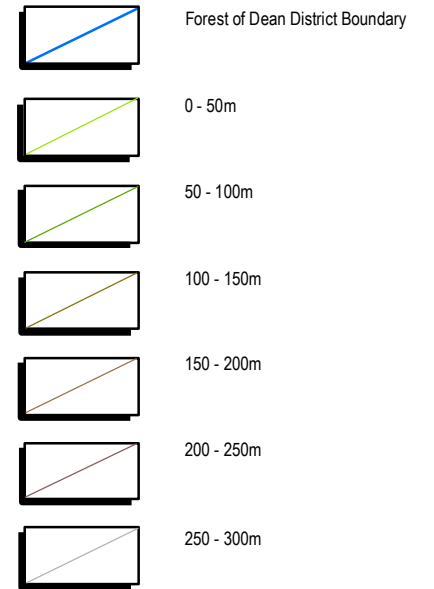 Forest of Dean District Boundary
0 - 50m
50 - 100m
100 - 150m
150 - 200m
200 - 250m
250 - 300m